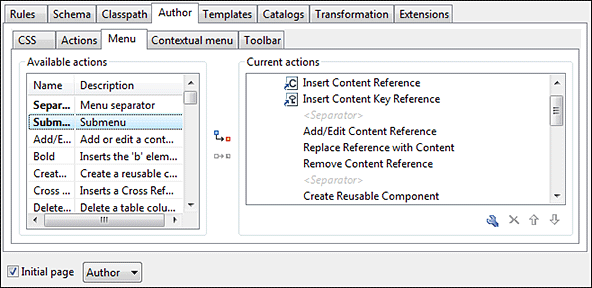 Rules Schema Classpath Author Templates Catalogs Transformation Extensions
CSS Actions Menu Contextual menu Toolbar
Available actions
Name Description
Separ... Menu separator
Subm... Submenu
Add/E... Add or edit a cont...
Bold Inserts the 'b' elem...
Creat... Create a reusable c...
Cross ... Inserts a Cross Ref...
Delete... Delete a table colu...
Current actions
Insert Content Reference
Insert Content Key Reference
<Separator>
Add/Edit Content Reference
Replace Reference with Content
Remove Content Reference
<Separator>
Create Reusable Component
Initial page Author